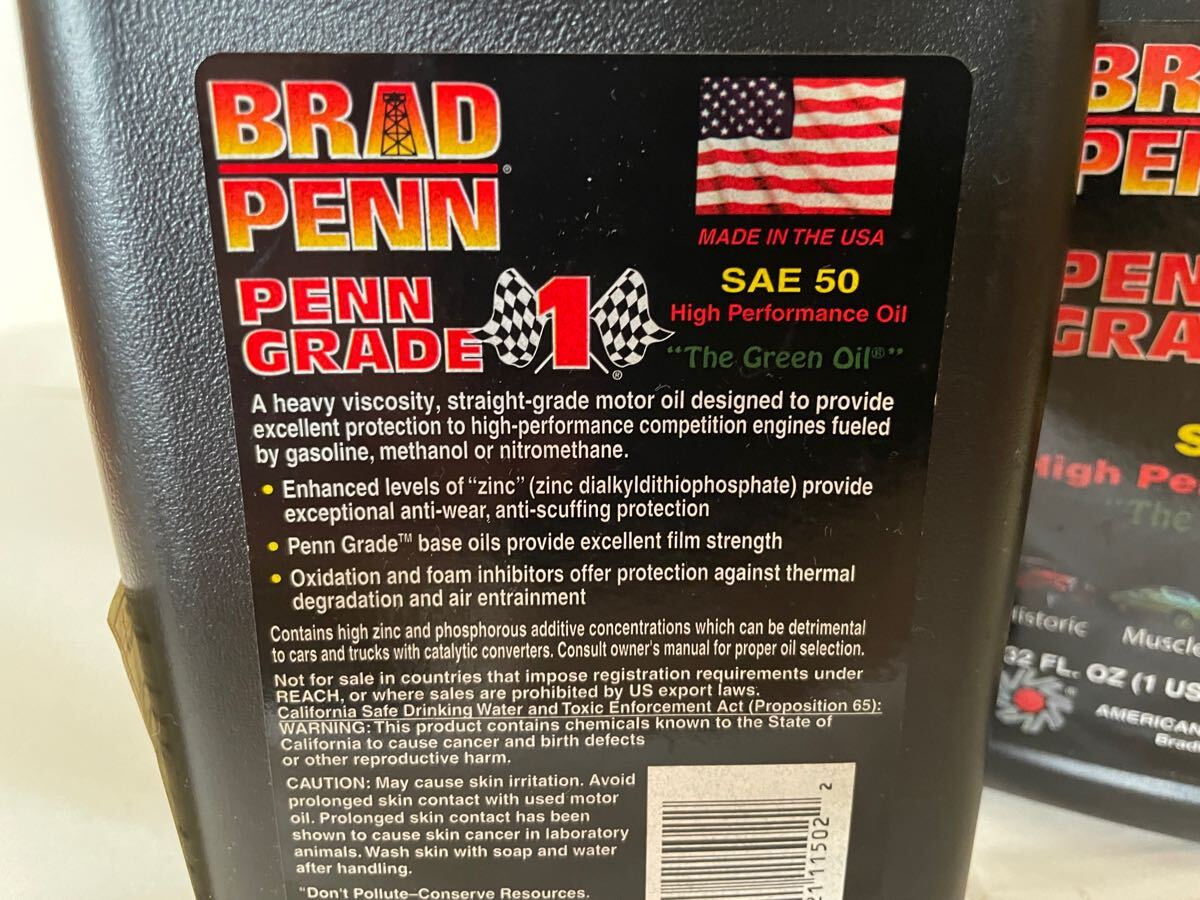 BRAD
PENN®
MADE IN THE USA
PENN
GRADE 1®
SAE 50
High Performance Oil
"The Green Oil®"
A heavy viscosity, straight-grade motor oil designed to provide
excellent protection to high-performance competition engines fueled
by gasoline, methanol or nitromethane.
• Enhanced levels of "zinc" (zinc dialkyldithiophosphate) provide
exceptional anti-wear, anti-scuffing protection
• Penn Grade™ base oils provide excellent film strength
• Oxidation and foam inhibitors offer protection against thermal
degradation and air entrainment
Contains high zinc and phosphorous additive concentrations which can be detrimental
to cars and trucks with catalytic converters. Consult owner's manual for proper oil selection.
Not for sale in countries that impose registration requirements under
REACH, or where sales are prohibited by US export laws.
California Safe Drinking Water and Toxic Enforcement Act (Proposition 65):
WARNING: This product contains chemicals known to the State of
California to cause cancer and birth defects
or other reproductive harm.
CAUTION: May cause skin irritation. Avoid
prolonged skin contact with used motor
oil. Prolonged skin contact has been
shown to cause skin cancer in laboratory
animals. Wash skin with soap and water
after handling.
"Don't Pollute–Conserve Resources.
21 11502 2
BR
PEN
PEN
GRA
S
High Pe
"The
Historic Muscle
32 FL. OZ (1 US
AMERICAN
Brad